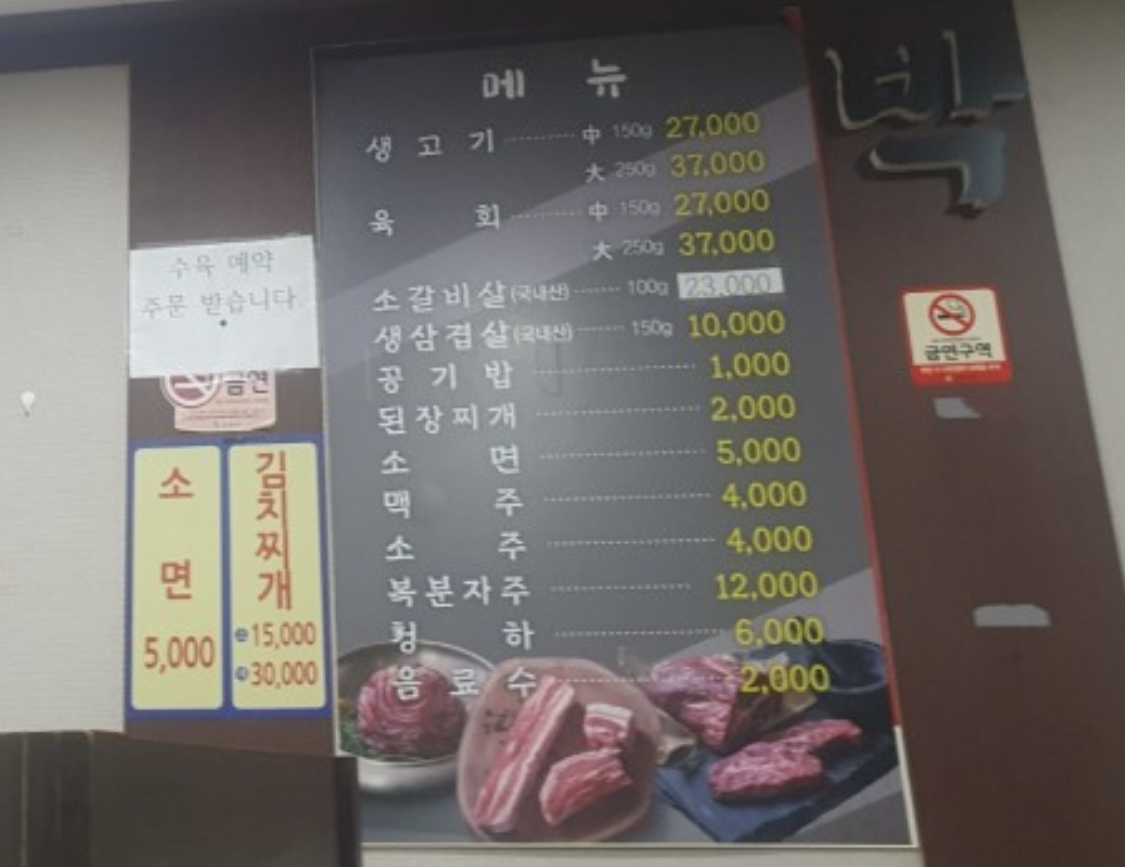 메뉴
생고기 中 150g 27,000
大 250g 37,000
육회 中 150g 27,000
大 250g 37,000
소갈비살(국내산) 100g 23,000
생삼겹살(국내산) 150g 10,000
공기밥 1,000
된장찌개 2,000
소면 5,000
맥주 4,000
소주 4,000
복분자주 12,000
청하 6,000
음료수 2,000
수육 예약
주문 받습니다.
금연
소면
5,000
김치찌개
15,000
30,000
박
금연구역